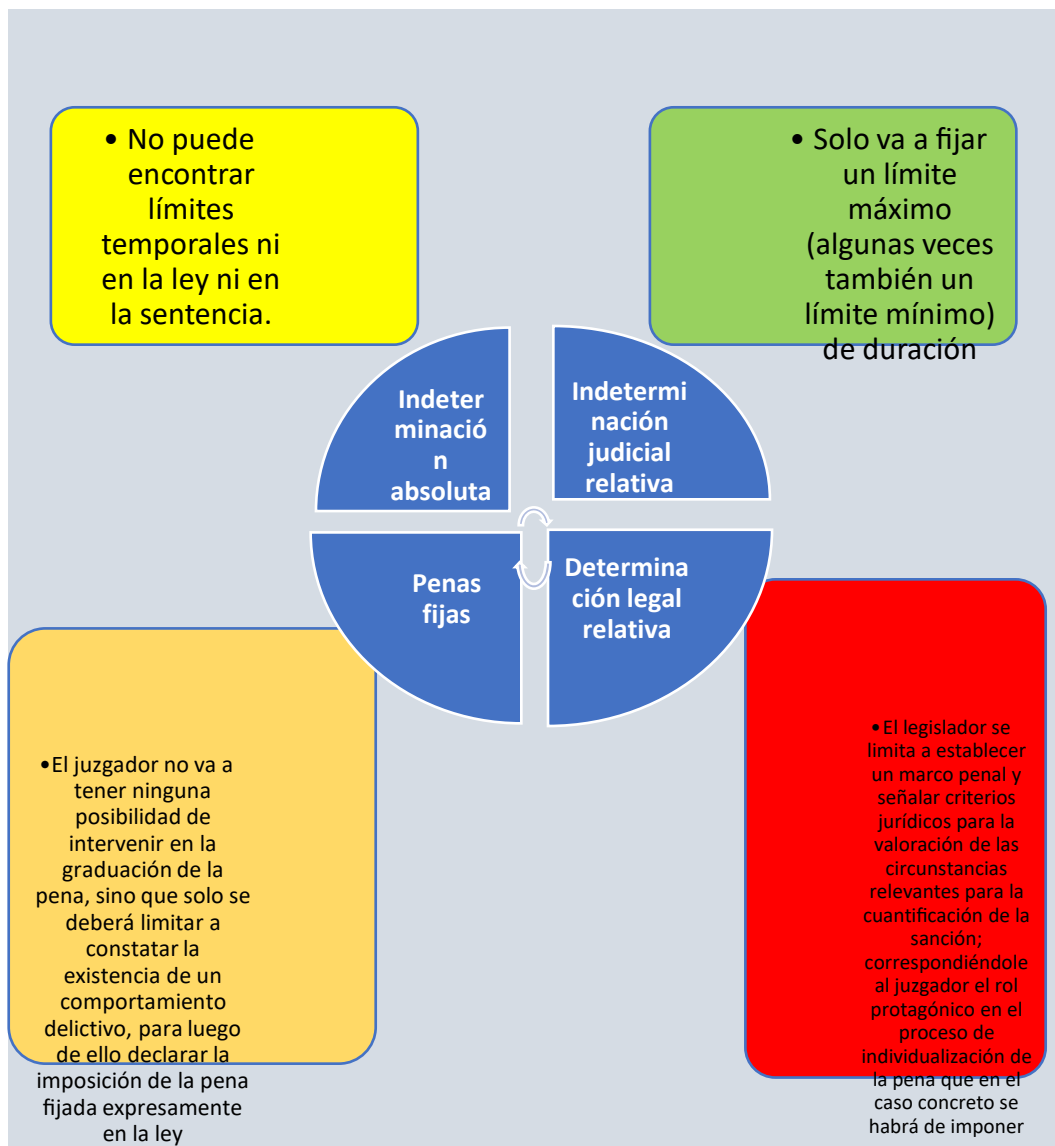 • No puede
encontrar
límites
temporales ni
en la ley ni en
la sentencia.
• Solo va a fijar
un límite
máximo
(algunas veces
también un
límite mínimo)
de duración
Indeter
minació
n
absoluta
Indetermi
nación
judicial
relativa
Penas
fijas
Determina
ción legal
relativa
•El juzgador no va a
tener ninguna
posibilidad de
intervenir en la
graduación de la
pena, sino que solo se
deberá limitar a
constatar la
existencia de un
comportamiento
delictivo, para luego
de ello declarar la
imposición de la pena
fijada expresamente
en la ley
•El legislador se
limita a establecer
un marco penal y
señalar criterios
jurídicos para la
valoración de las
circunstancias
relevantes para la
cuantificación de la
sanción;
correspondiéndole
al juzgador el rol
protagónico en el
proceso de
individualización de
la pena que en el
caso concreto se
habrá de imponer